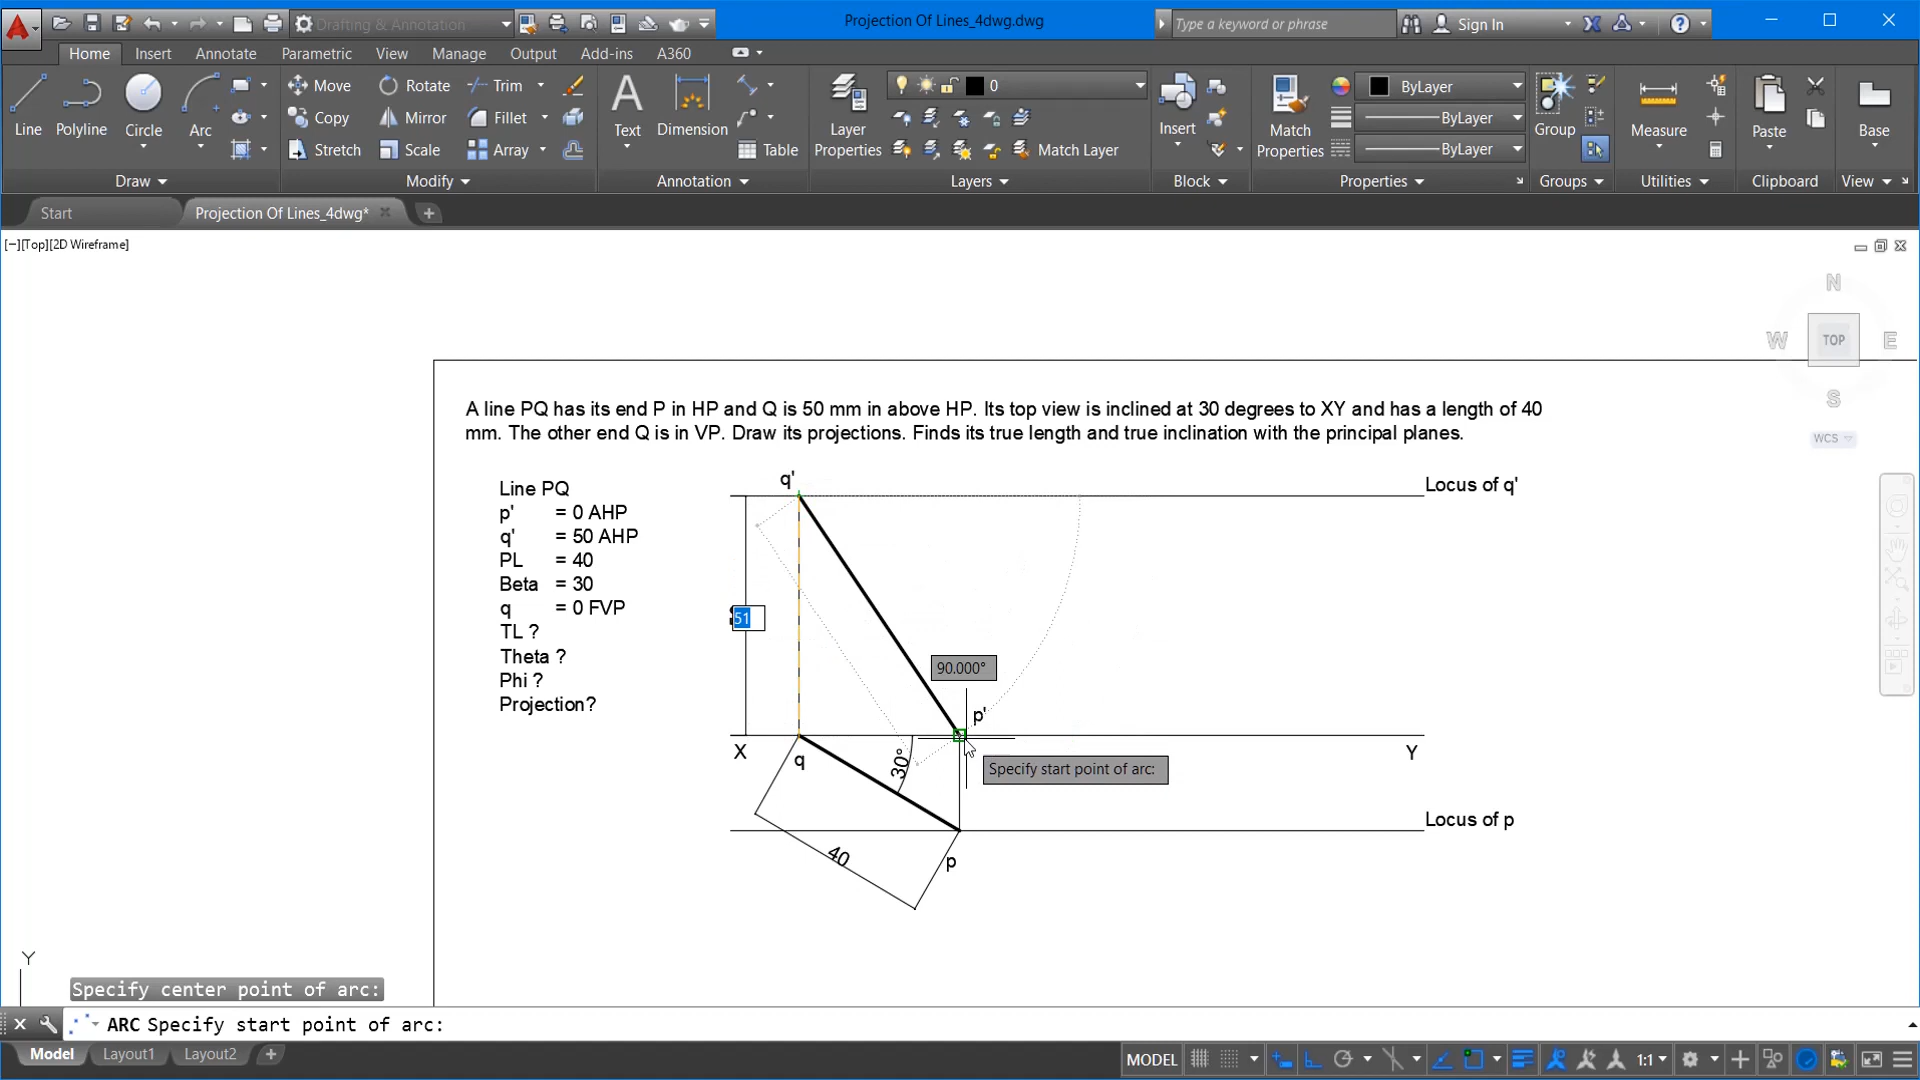 Drafting & Annotation
Projection Of Lines_4dwg.dwg
Type a keyword or phrase
Sign In
Home Insert Annotate Parametric View Manage Output Add-ins A360
Line Polyline Circle Arc
Move Rotate Trim
Copy Mirror Fillet
Stretch Scale Array
Text Dimension Table
Layer Properties
0
Match Layer
Insert
Match Properties
ByLayer
ByLayer
ByLayer
Group Measure Paste Base
Draw Modify Annotation Layers Block Properties Groups Utilities Clipboard View
Start Projection Of Lines_4dwg*
[−][Top][2D Wireframe]
N
W TOP E
S
WCS
A line PQ has its end P in HP and Q is 50 mm in above HP. Its top view is inclined at 30 degrees to XY and has a length of 40
mm. The other end Q is in VP. Draw its projections. Finds its true length and true inclination with the principal planes.
Line PQ
p' = 0 AHP
q' = 50 AHP
PL = 40
Beta = 30
q = 0 FVP
TL ?
Theta ?
Phi ?
Projection?
q'
Locus of q'
51
90.000°
p'
X
Y
q
30°
Specify start point of arc:
Locus of p
40
p
Y
Specify center point of arc:
ARC Specify start point of arc:
Model Layout1 Layout2
MODEL
1:1